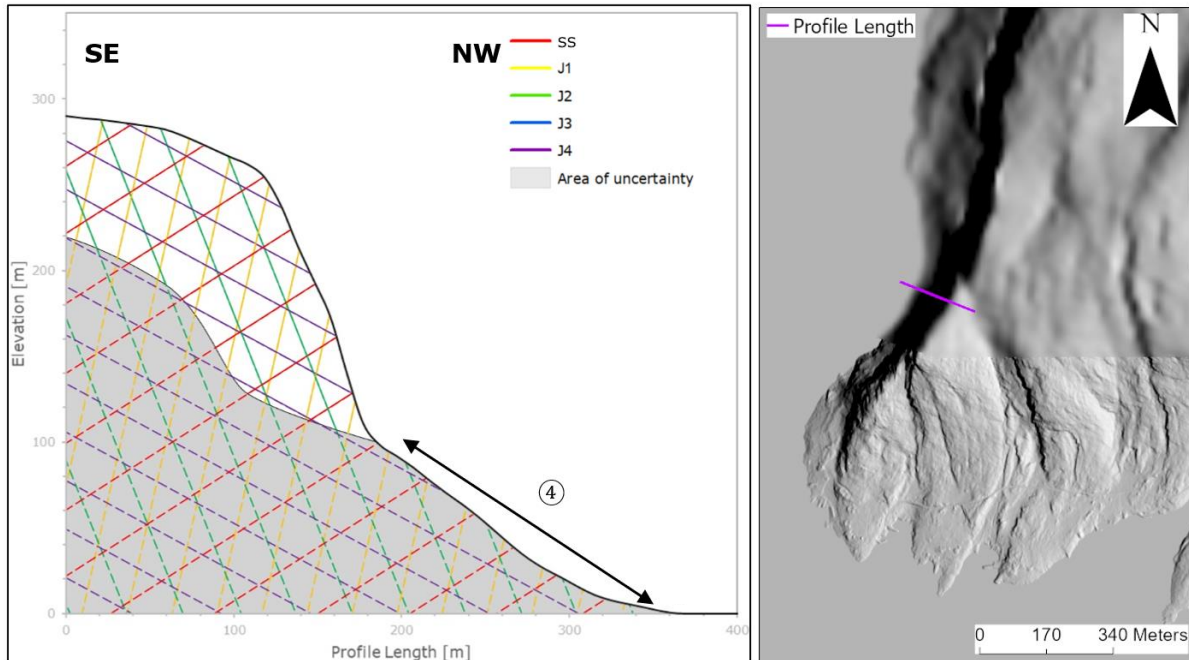 SE
NW
SS
J1
J2
J3
J4
Area of uncertainty
Elevation [m]
300
200
100
0
④
0 100 200 300 400
Profile Length [m]
Profile Length
N
0 170 340 Meters